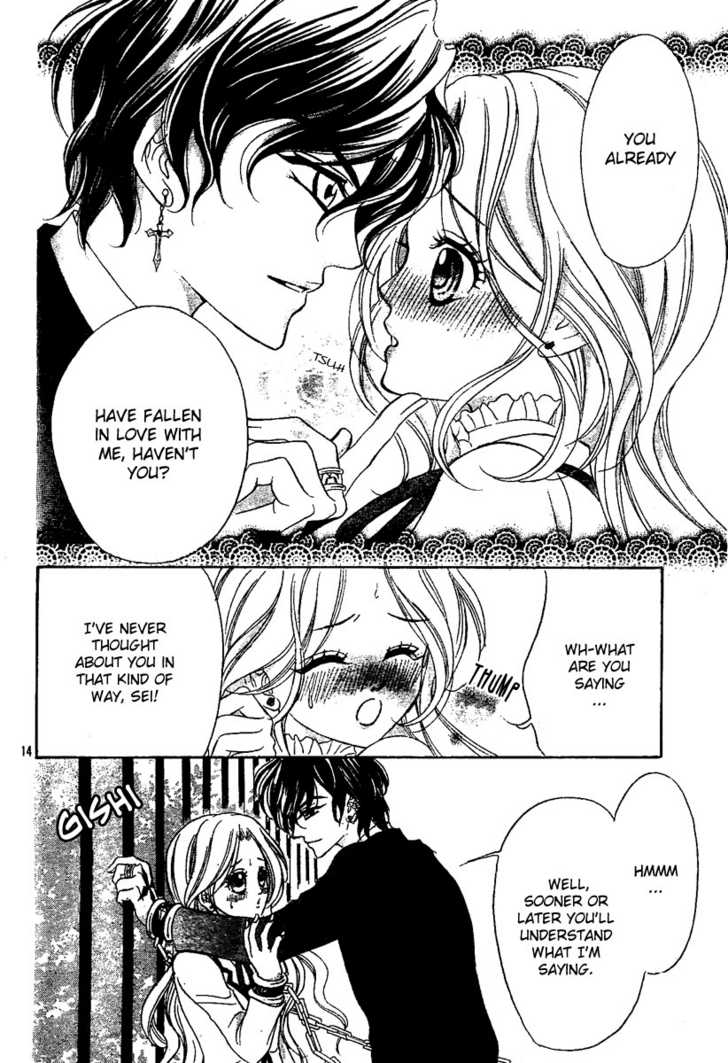 YOU
ALREADY
HAVE FALLEN
IN LOVE WITH
ME, HAVEN'T
YOU?
TSUH
WH-WHAT
ARE YOU
SAYING
...
THUMP
I'VE NEVER
THOUGHT
ABOUT YOU IN
THAT KIND OF
WAY, SEI!
14
GISHI
HMMM
...
WELL,
SOONER OR
LATER YOU'LL
UNDERSTAND
WHAT I'M
SAYING.